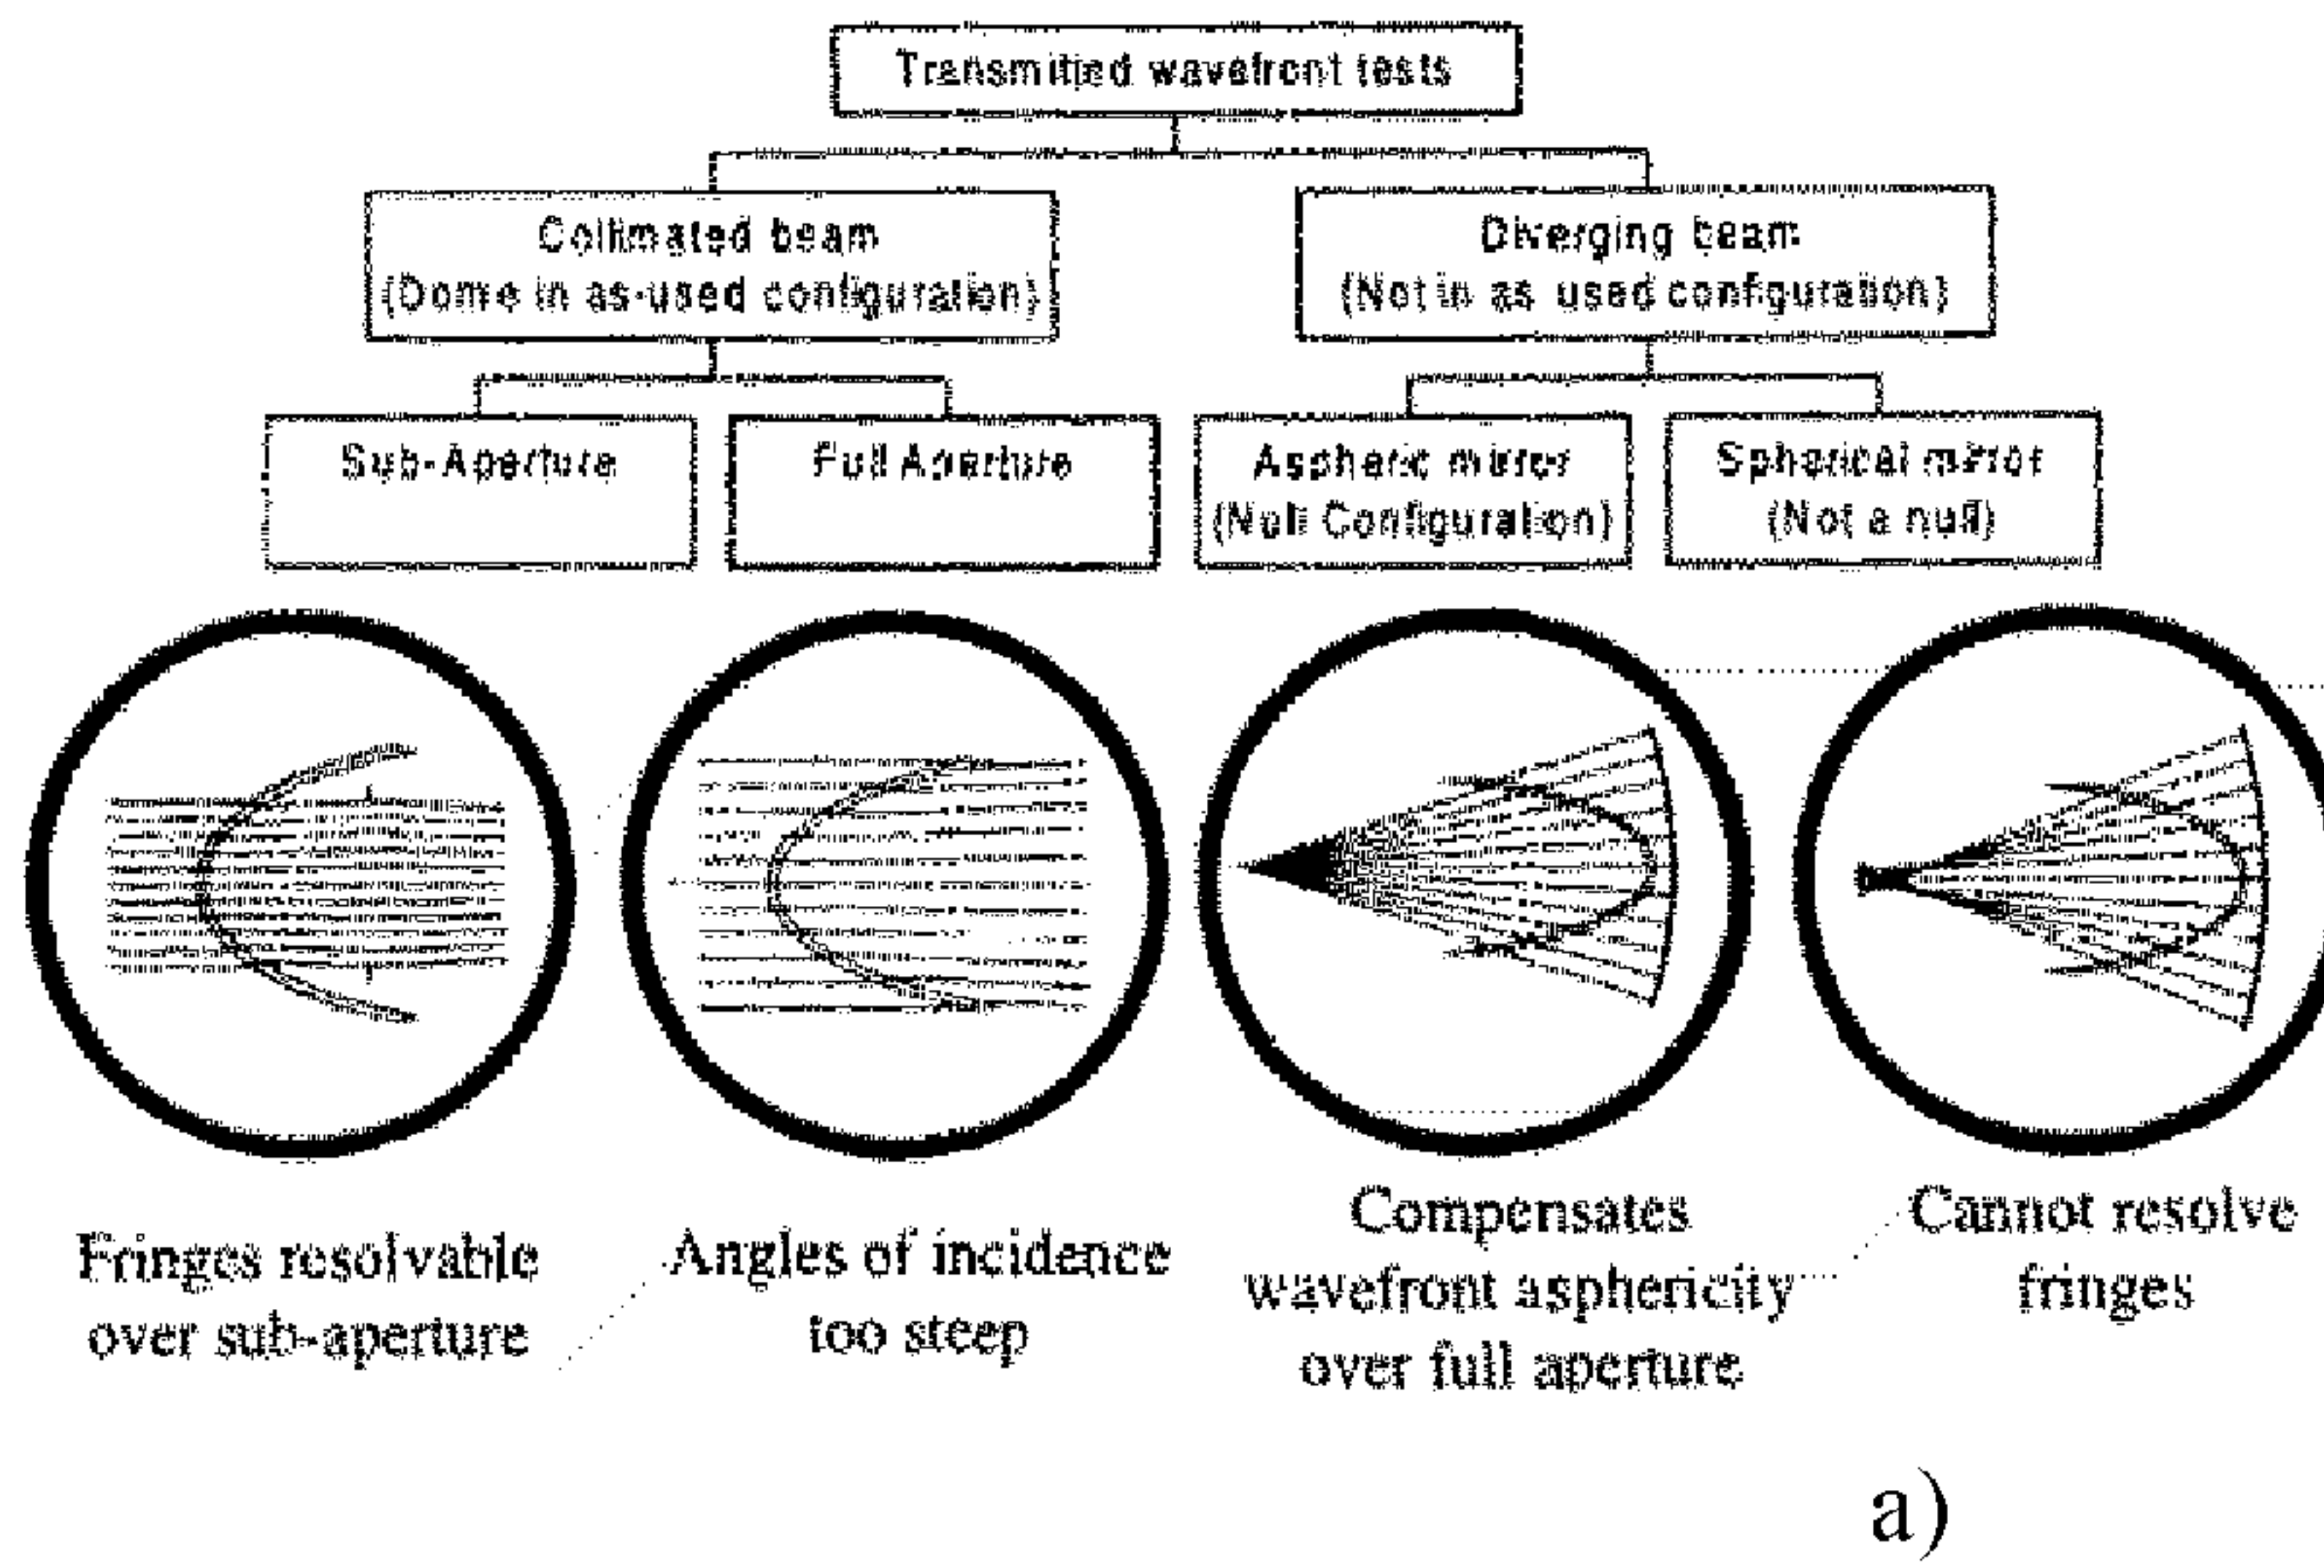 Transmitted wavefront tests
Collimated beam
(Dome in as-used configuration)
Diverging beam
(Not in as used configuration)
Sub-Aperture
Full Aperture
Aspheric mirror
(Null Configuration)
Spherical mirror
(Not a null)
Fringes resolvable
over sub-aperture
Angles of incidence
too steep
Compensates
wavefront asphericity
over full aperture
Cannot resolve
fringes
a)